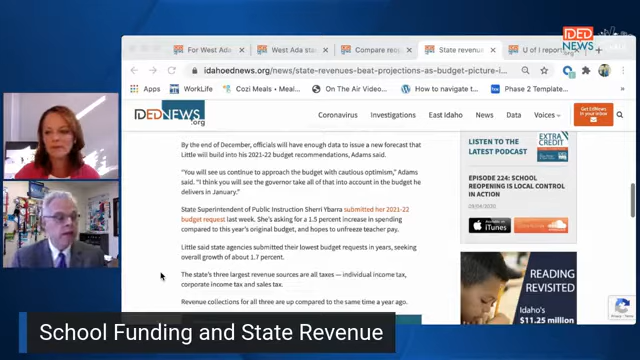 IDED
NEWS
.org
For West Ada
West Ada sta
Compare requ
State revenue
U of I report
idahoednews.org/news/state-revenues-beat-projections-as-budget-picture-i...
Apps
WhatsApp
LittleLife
Cozi Meals / Meal...
On The Air Video
How to navigate t...
Phase 2 Template...
IDEDNEWS
.org
Coronavirus
Investigations
East Idaho
News
Data
Voices
Get EdNews
in your inbox
By the end of December, officials will have enough data to issue a new forecast that
Little will build into his 2021-22 budget recommendations, Adams said.
“You will see us continue to approach the budget with cautious optimism,” Adams
said. “I think you will see the governor take all of that into account in the budget he
delivers in January.”
State Superintendent of Public Instruction Sherri Ybarra submitted her 2021-22
budget request last week. She's asking for a 1.5 percent increase in spending
compared to this year's original budget, and hopes to unfreeze teacher pay.
Little said state agencies submitted their lowest budget requests in years, seeking
overall growth of about 1.7 percent.
The state's three largest revenue sources are all taxes — individual income tax,
corporate income tax and sales tax.
Revenue collections for all three are up compared to the same time a year ago.
LISTEN TO THE
LATEST PODCAST
EXTRA
CREDIT
EPISODE 224: SCHOOL
REOPENING IS LOCAL CONTROL
IN ACTION
09/04/2020
iTunes
SOUNDCLOUD
READING
REVISITED
Idaho's
$11.25 million
School Funding and State Revenue